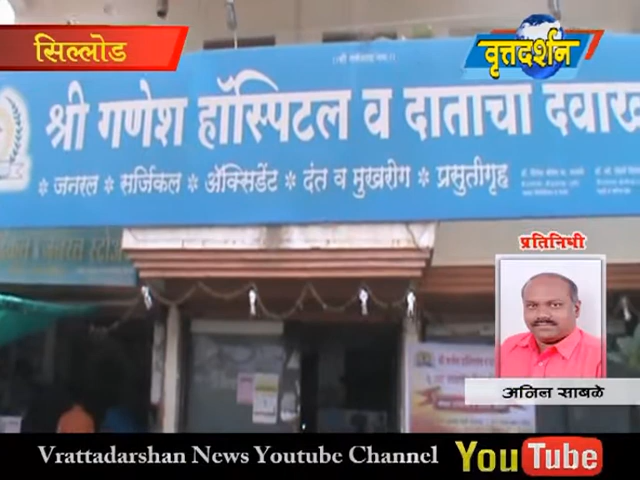 सिल्लोड
वृत्तदर्शन
श्री गणेश हॉस्पिटल व दाताचा दवाख
* जनरल * सर्जिकल * ॲक्सिडेंट * दंत व मुखरोग * प्रसुतीगृह
जनरल
प्रतिनिधी
अनिल साबळे
Vrattadarshan News Youtube Channel
YouTube